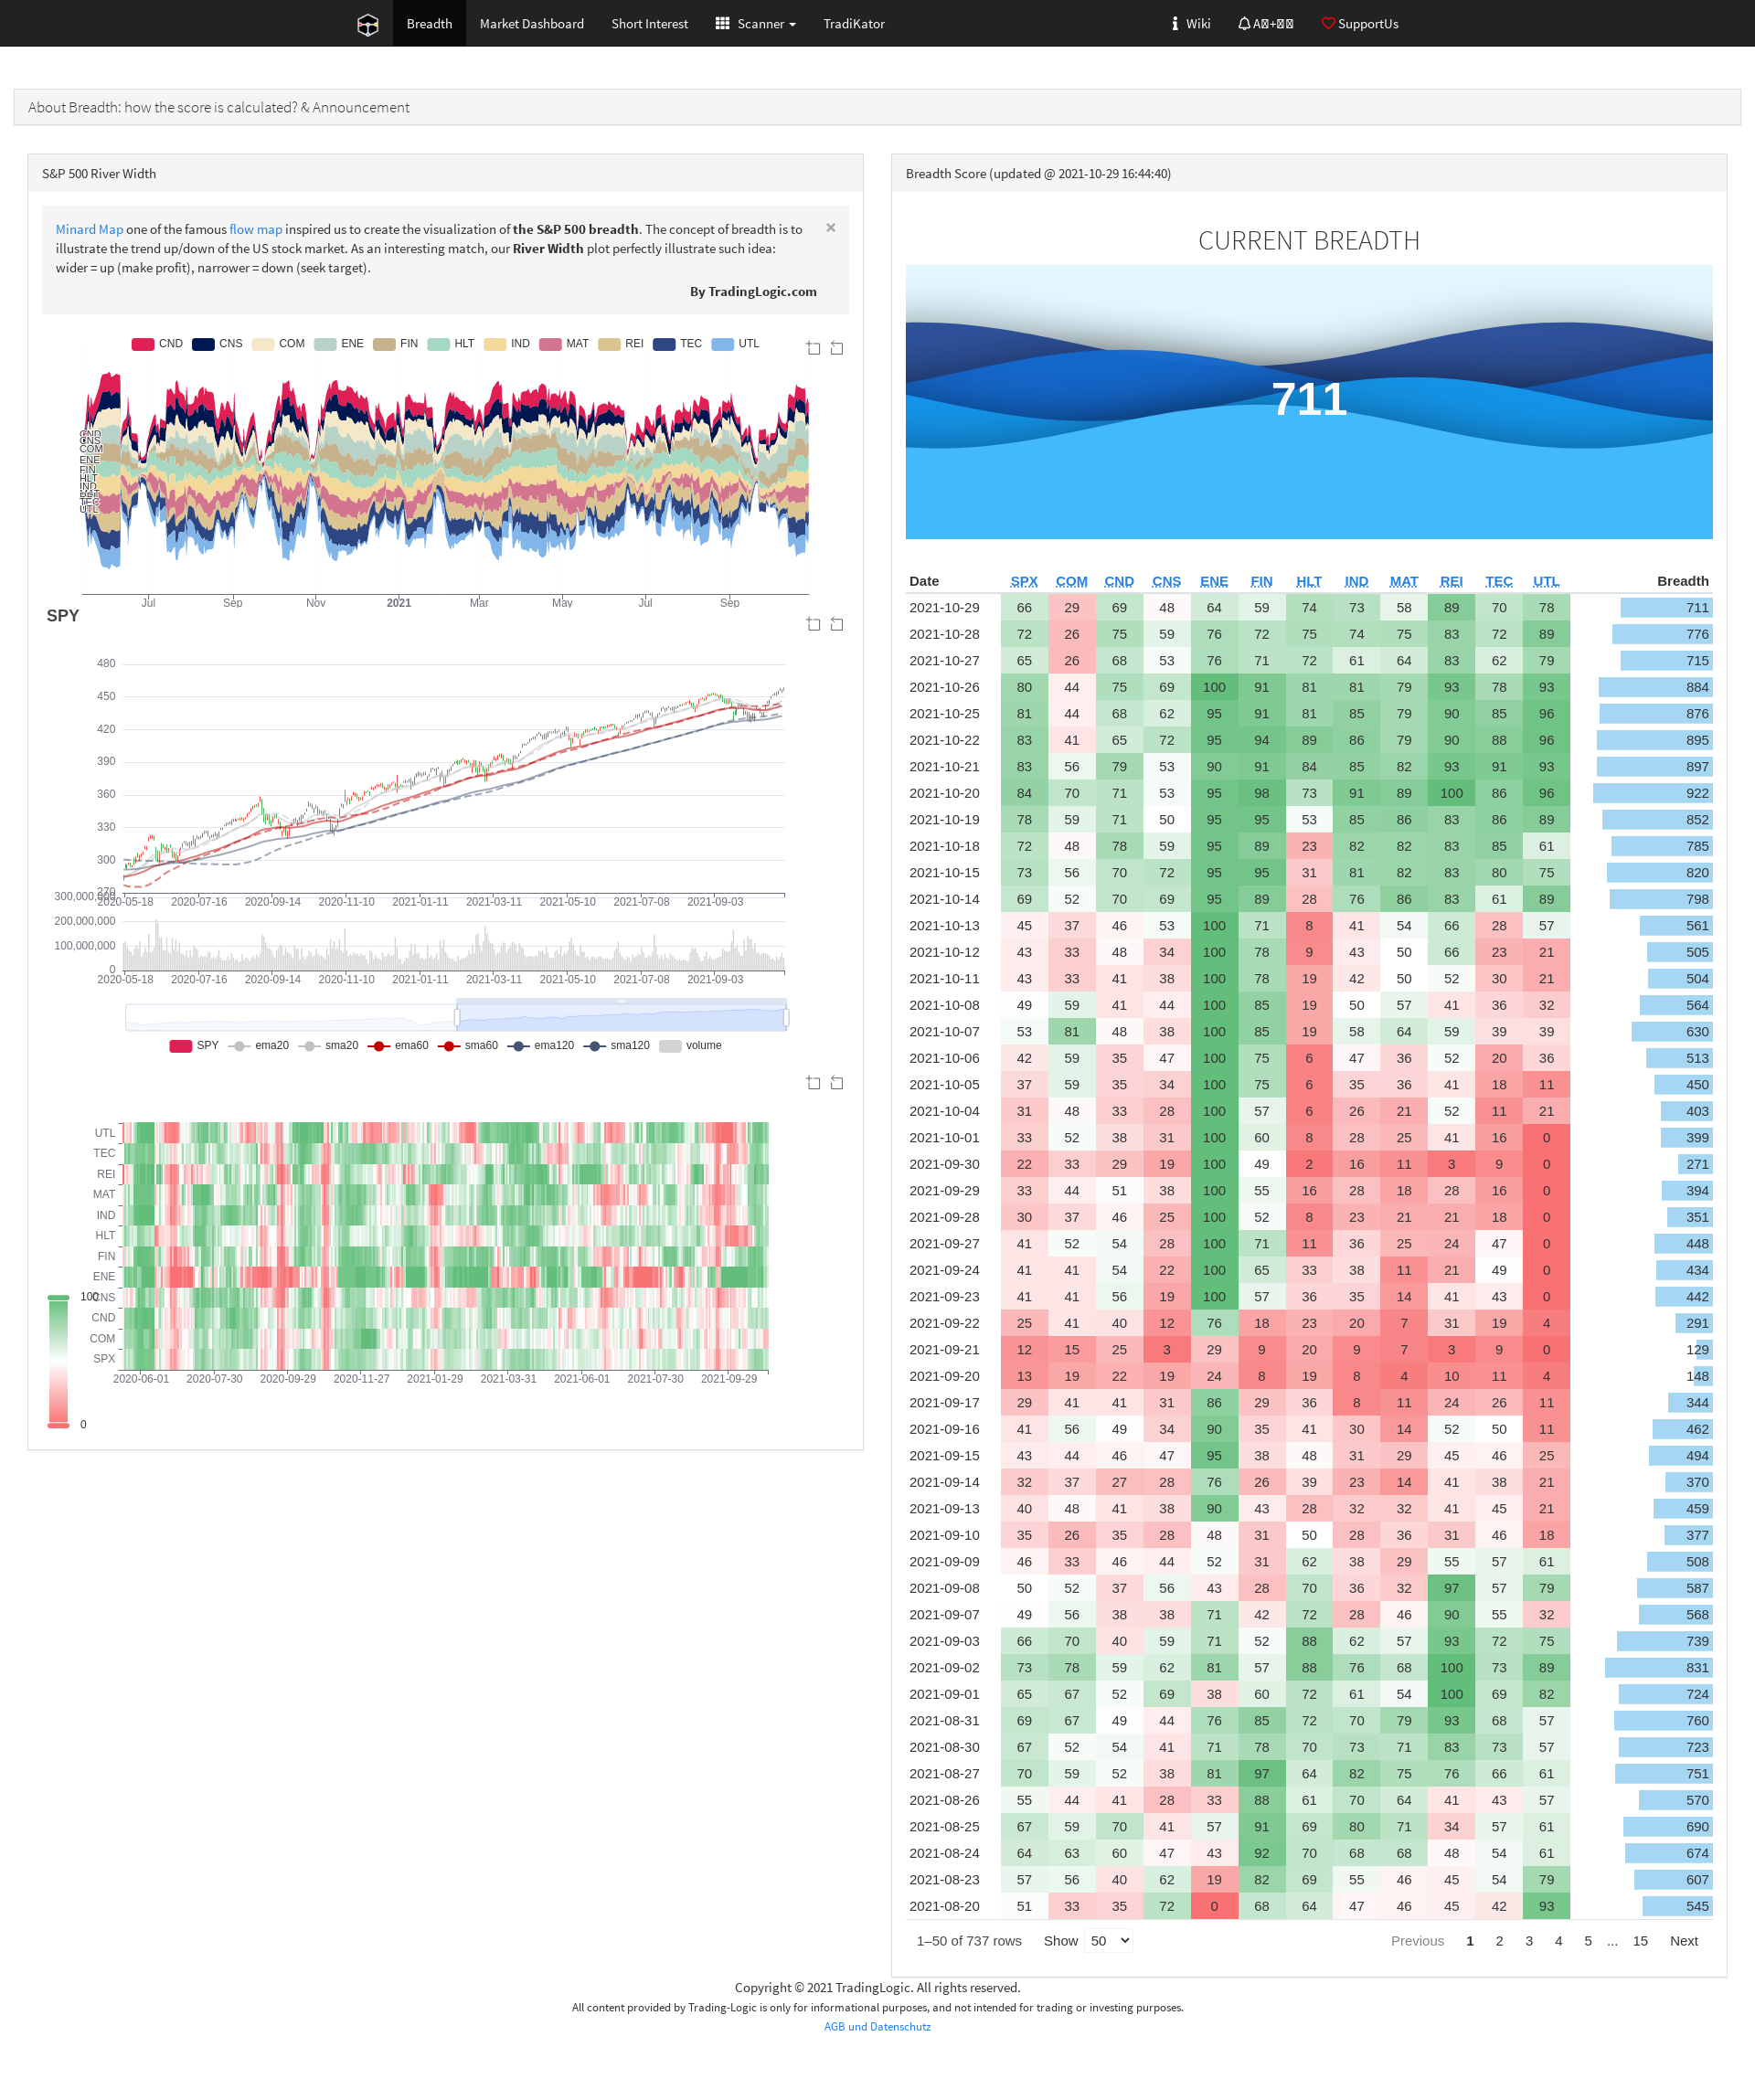 Breadth Market Dashboard Short Interest Scanner TradiKator Wiki SupportUs
About Breadth: how the score is calculated? & Announcement
S&P 500 River Width
Minard Map one of the famous flow map inspired us to create the visualization of the S&P 500 breadth. The concept of breadth is to
illustrate the trend up/down of the US stock market. As an interesting match, our River Width plot perfectly illustrate such idea:
wider = up (make profit), narrower = down (seek target).
×
By TradingLogic.com
CND CNS COM ENE FIN HLT IND MAT REI TEC UTL
CND
CNS
COM
ENE
FIN
HLT
IND
TEC
UTL
Jul Sep Nov 2021 Mar May Jul Sep
SPY
480
450
420
390
360
330
300
270
2020-05-18 2020-07-16 2020-09-14 2020-11-10 2021-01-11 2021-03-11 2021-05-10 2021-07-08 2021-09-03
300,000,000
200,000,000
100,000,000
0
2020-05-18 2020-07-16 2020-09-14 2020-11-10 2021-01-11 2021-03-11 2021-05-10 2021-07-08 2021-09-03
SPY ema20 sma20 ema60 sma60 ema120 sma120 volume
UTL
TEC
REI
MAT
IND
HLT
FIN
ENE
CNS
CND
COM
SPX
2020-06-01 2020-07-30 2020-09-29 2020-11-27 2021-01-29 2021-03-31 2021-06-01 2021-07-30 2021-09-29
100
0
Breadth Score (updated @ 2021-10-29 16:44:40)
CURRENT BREADTH
711
Date SPX COM CND CNS ENE FIN HLT IND MAT REI TEC UTL Breadth
2021-10-29 66 29 69 48 64 59 74 73 58 89 70 78 711
2021-10-28 72 26 75 59 76 72 75 74 75 83 72 89 776
2021-10-27 65 26 68 53 76 71 72 61 64 83 62 79 715
2021-10-26 80 44 75 69 100 91 81 81 79 93 78 93 884
2021-10-25 81 44 68 62 95 91 81 85 79 90 85 96 876
2021-10-22 83 41 65 72 95 94 89 86 79 90 88 96 895
2021-10-21 83 56 79 53 90 91 84 85 82 93 91 93 897
2021-10-20 84 70 71 53 95 98 73 91 89 100 86 96 922
2021-10-19 78 59 71 50 95 95 53 85 86 83 86 89 852
2021-10-18 72 48 78 59 95 89 23 82 82 83 85 61 785
2021-10-15 73 56 70 72 95 95 31 81 82 83 80 75 820
2021-10-14 69 52 70 69 95 89 28 76 86 83 61 89 798
2021-10-13 45 37 46 53 100 71 8 41 54 66 28 57 561
2021-10-12 43 33 48 34 100 78 9 43 50 66 23 21 505
2021-10-11 43 33 41 38 100 78 19 42 50 52 30 21 504
2021-10-08 49 59 41 44 100 85 19 50 57 41 36 32 564
2021-10-07 53 81 48 38 100 85 19 58 64 59 39 39 630
2021-10-06 42 59 35 47 100 75 6 47 36 52 20 36 513
2021-10-05 37 59 35 34 100 75 6 35 36 41 18 11 450
2021-10-04 31 48 33 28 100 57 6 26 21 52 11 21 403
2021-10-01 33 52 38 31 100 60 8 28 25 41 16 0 399
2021-09-30 22 33 29 19 100 49 2 16 11 3 9 0 271
2021-09-29 33 44 51 38 100 55 16 28 18 28 16 0 394
2021-09-28 30 37 46 25 100 52 8 23 21 21 18 0 351
2021-09-27 41 52 54 28 100 71 11 36 25 24 47 0 448
2021-09-24 41 41 54 22 100 65 33 38 11 21 49 0 434
2021-09-23 41 41 56 19 100 57 36 35 14 41 43 0 442
2021-09-22 25 41 40 12 76 18 23 20 7 31 19 4 291
2021-09-21 12 15 25 3 29 9 20 9 7 3 9 0 129
2021-09-20 13 19 22 19 24 8 19 8 4 10 11 4 148
2021-09-17 29 41 41 31 86 29 36 8 11 24 26 11 344
2021-09-16 41 56 49 34 90 35 41 30 14 52 50 11 462
2021-09-15 43 44 46 47 95 38 48 31 29 45 46 25 494
2021-09-14 32 37 27 28 76 26 39 23 14 41 38 21 370
2021-09-13 40 48 41 38 90 43 28 32 32 41 45 21 459
2021-09-10 35 26 35 28 48 31 50 28 36 31 46 18 377
2021-09-09 46 33 46 44 52 31 62 38 29 55 57 61 508
2021-09-08 50 52 37 56 43 28 70 36 32 97 57 79 587
2021-09-07 49 56 38 38 71 42 72 28 46 90 55 32 568
2021-09-03 66 70 40 59 71 52 88 62 57 93 72 75 739
2021-09-02 73 78 59 62 81 57 88 76 68 100 73 89 831
2021-09-01 65 67 52 69 38 60 72 61 54 100 69 82 724
2021-08-31 69 67 49 44 76 85 72 70 79 93 68 57 760
2021-08-30 67 52 54 41 71 78 70 73 71 83 73 57 723
2021-08-27 70 59 52 38 81 97 64 82 75 76 66 61 751
2021-08-26 55 44 41 28 33 88 61 70 64 41 43 57 570
2021-08-25 67 59 70 41 57 91 69 80 71 34 57 61 690
2021-08-24 64 63 60 47 43 92 70 68 68 48 54 61 674
2021-08-23 57 56 40 62 19 82 69 55 46 45 54 79 607
2021-08-20 51 33 35 72 0 68 64 47 46 45 42 93 545
1–50 of 737 rows Show 50 Previous 1 2 3 4 5 ... 15 Next
Copyright © 2021 TradingLogic. All rights reserved.
All content provided by Trading-Logic is only for informational purposes, and not intended for trading or investing purposes.
AGB und Datenschutz